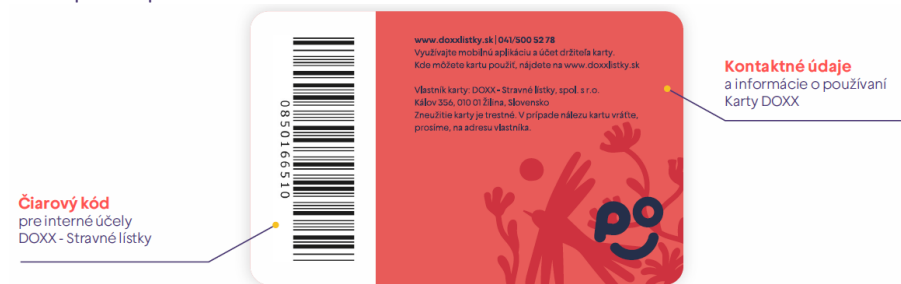 www.doxxlistky.sk | 041/500 52 78
Využívajte mobilnú aplikáciu a účet držiteľa karty.
Kde môžete kartu použiť, nájdete na www.doxxlistky.sk
Vlastník karty: DOXX - Stravné lístky, spol. s r.o.
Kálov 356, 010 01 Žilina, Slovensko
Zneužitie karty je trestné. V prípade nálezu kartu vráťte,
prosíme, na adresu vlastníka.
Kontaktné údaje
a informácie o používaní
Karty DOXX
0850166510
Čiarový kód
pre interné účely
DOXX - Stravné lístky
po